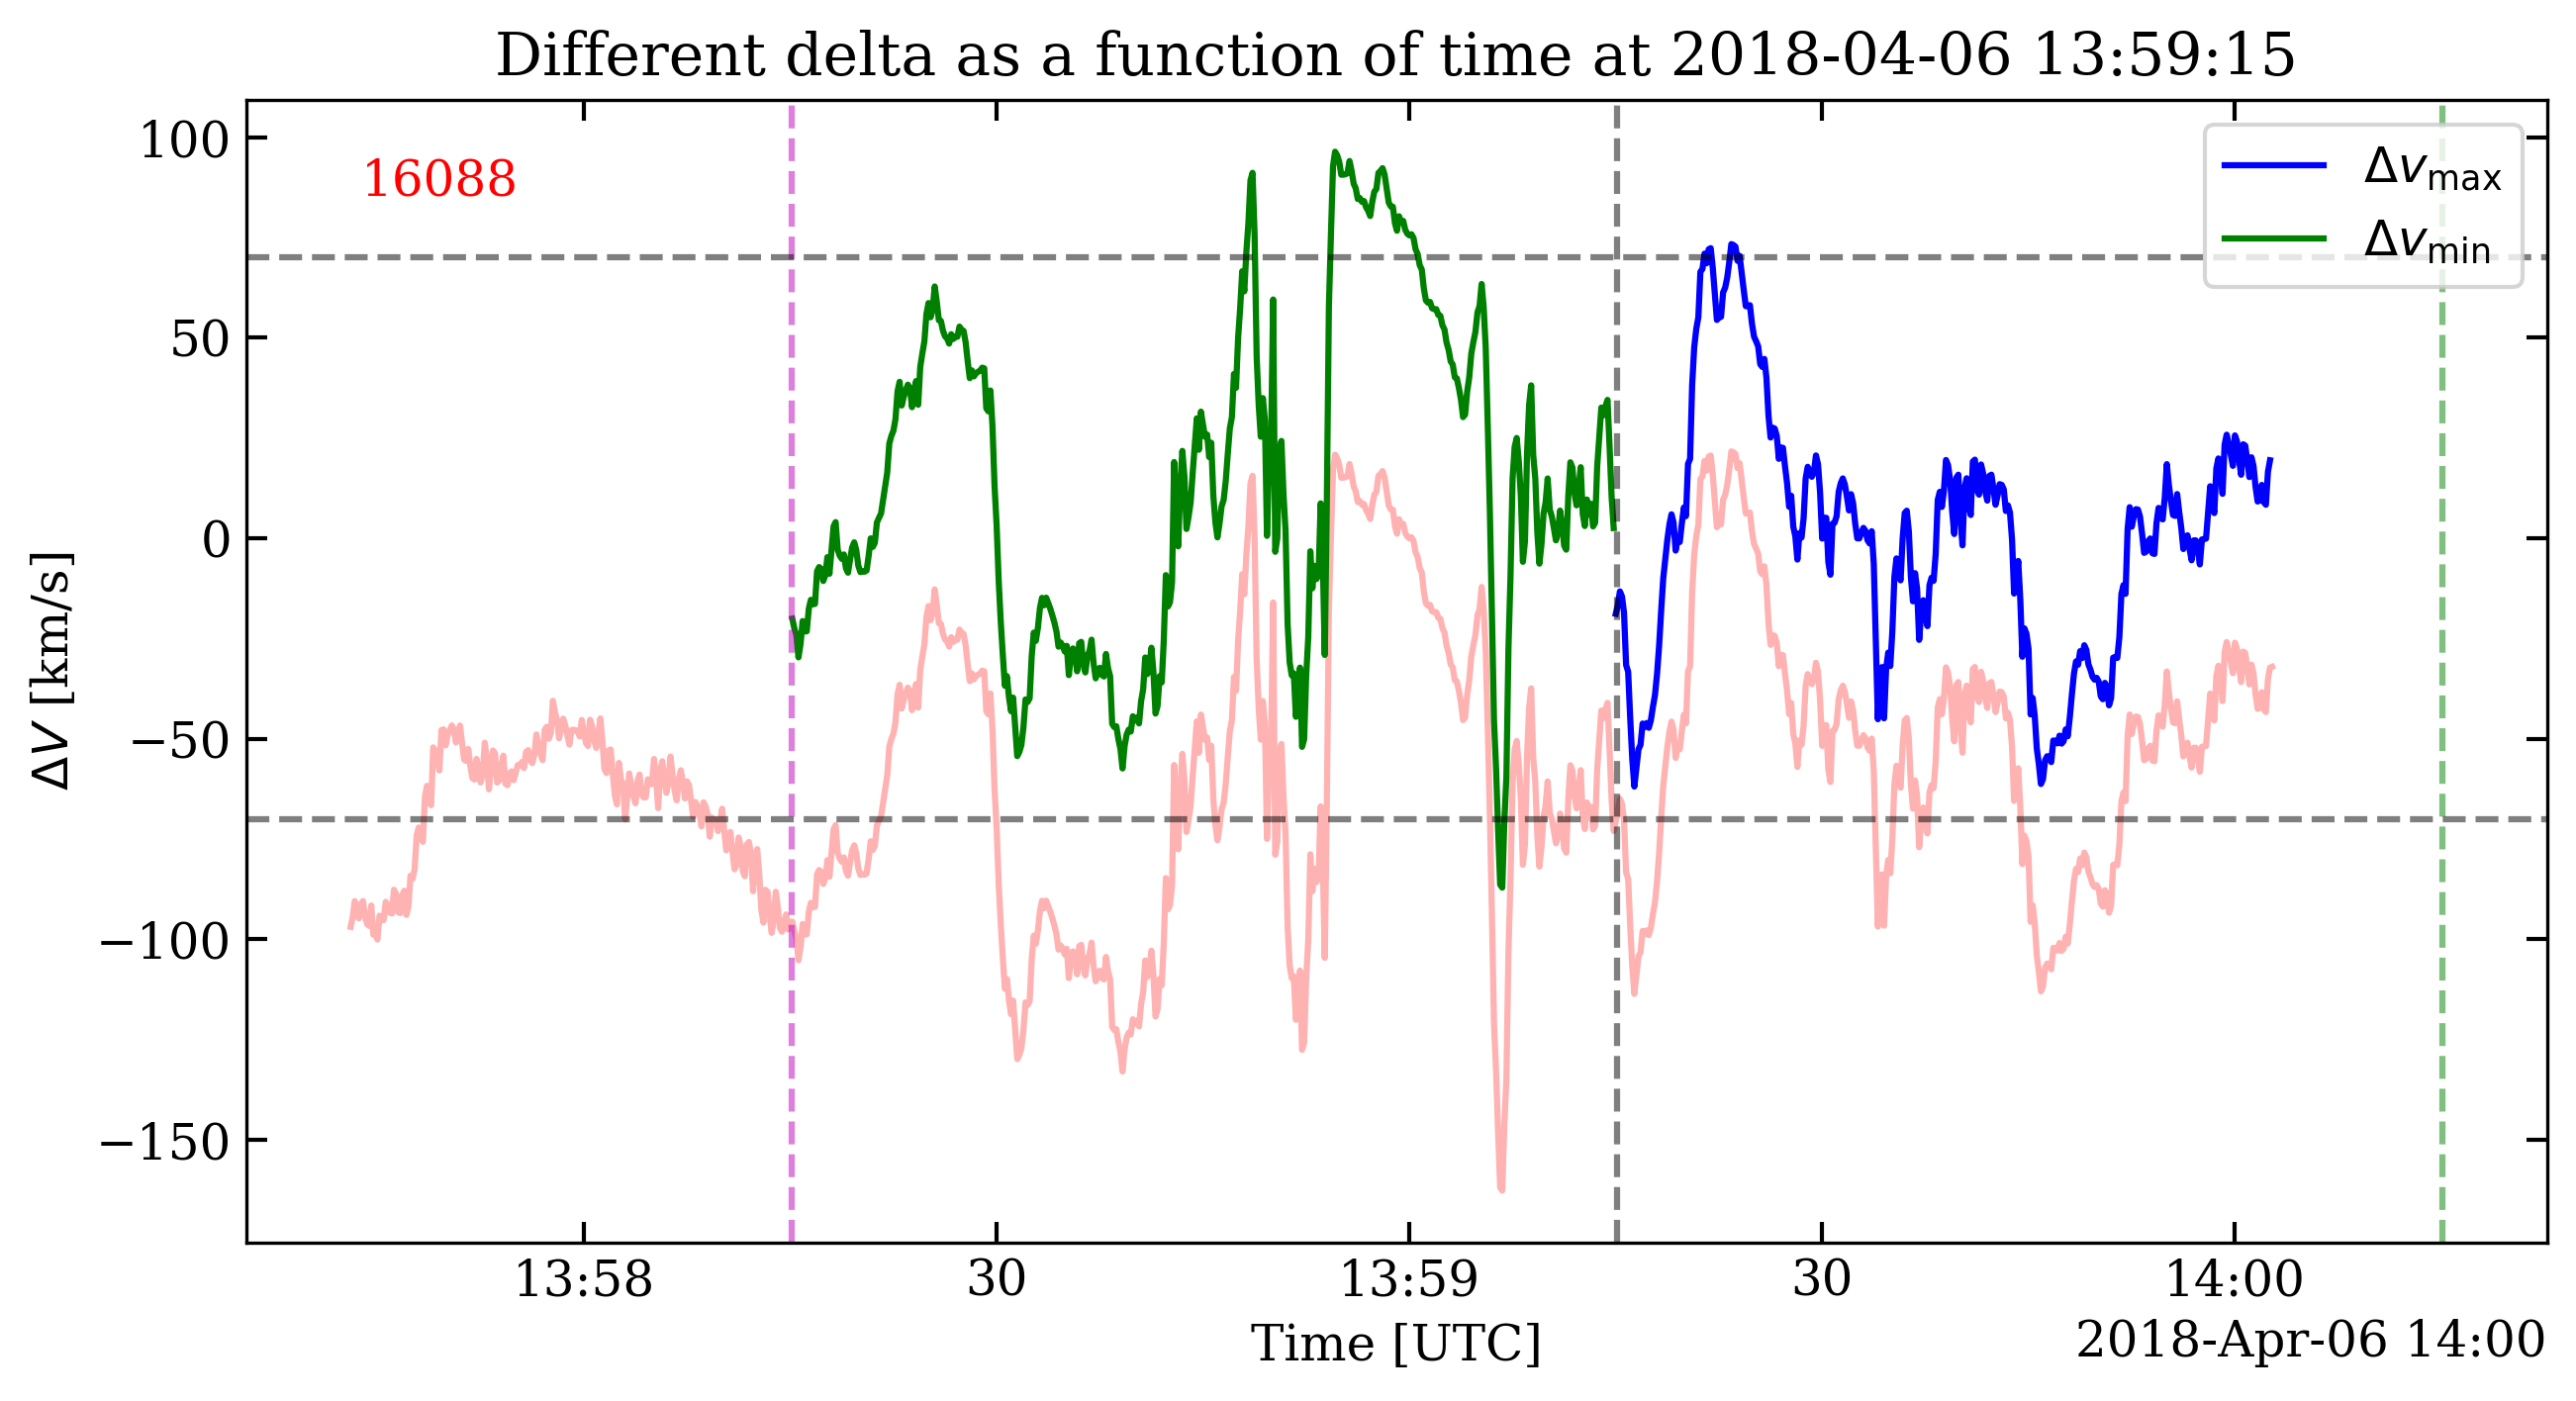 Different delta as a function of time at 2018-04-06 13:59:15
100
50
0
−50
−100
−150
ΔV [km/s]
16088
Δvmax
Δvmin
13:58
30
13:59
30
14:00
Time [UTC]
2018-Apr-06 14:00